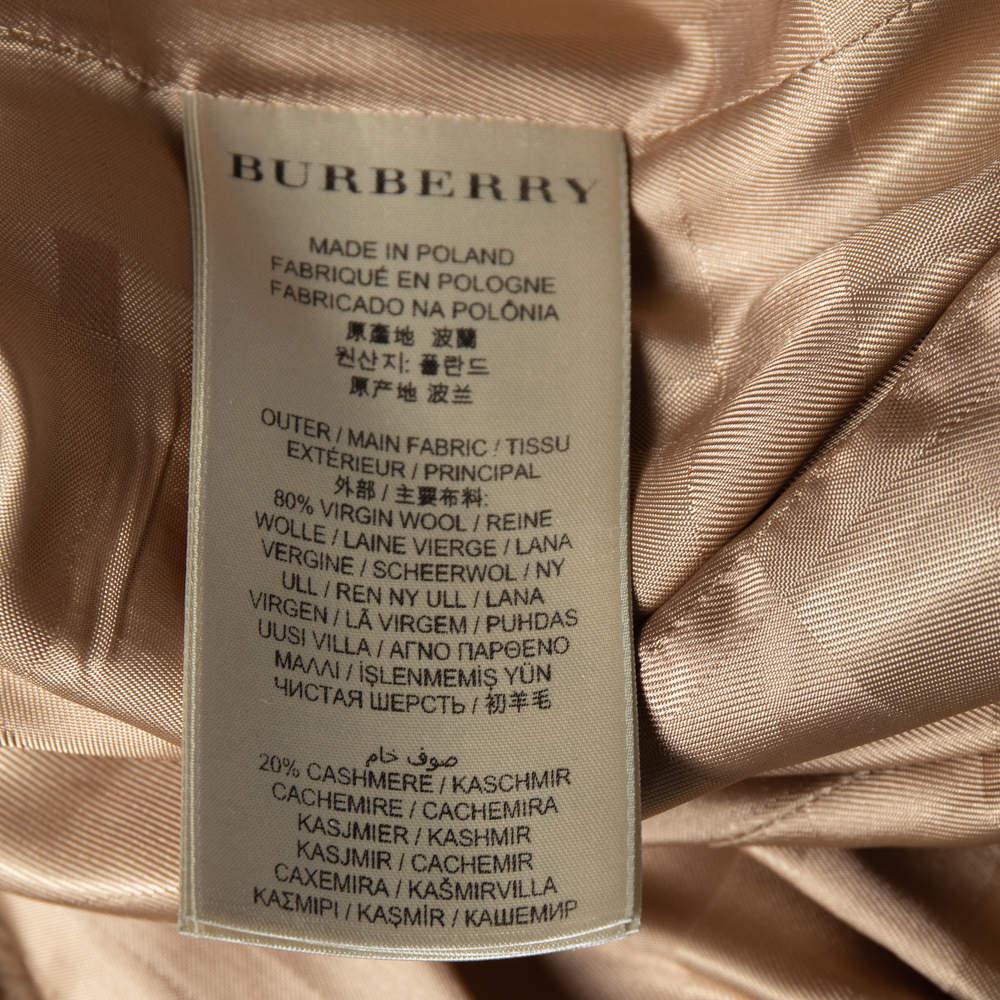 BURBERRY
MADE IN POLAND
FABRIQUÉ EN POLOGNE
FABRICADO NA POLÔNIA
原產地 波蘭
원산지: 폴란드
原产地 波兰
OUTER / MAIN FABRIC / TISSU
EXTÉRIEUR / PRINCIPAL
外部 / 主要布料:
80% VIRGIN WOOL / REINE
WOLLE / LAINE VIERGE / LANA
VERGINE / SCHEERWOL / NY
ULL / REN NY ULL / LANA
VIRGEN / LÃ VIRGEM / PUHDAS
UUSI VILLA / ΑΓΝΟ ΠΑΡΘΕΝΟ
ΜΑΛΛΙ / İŞLENMEMİŞ YÜN
ЧИСТАЯ ШЕРСТЬ / 初羊毛
صوف خام
20% CASHMERE / KASCHMIR
CACHEMIRE / CACHEMIRA
KASJMIER / KASHMIR
KASJMIR / CACHEMIR
CAXEMIRA / KAŠMIRVILLA
ΚΑΣΜΙΡΙ / KAŞMİR / КАШЕМИР